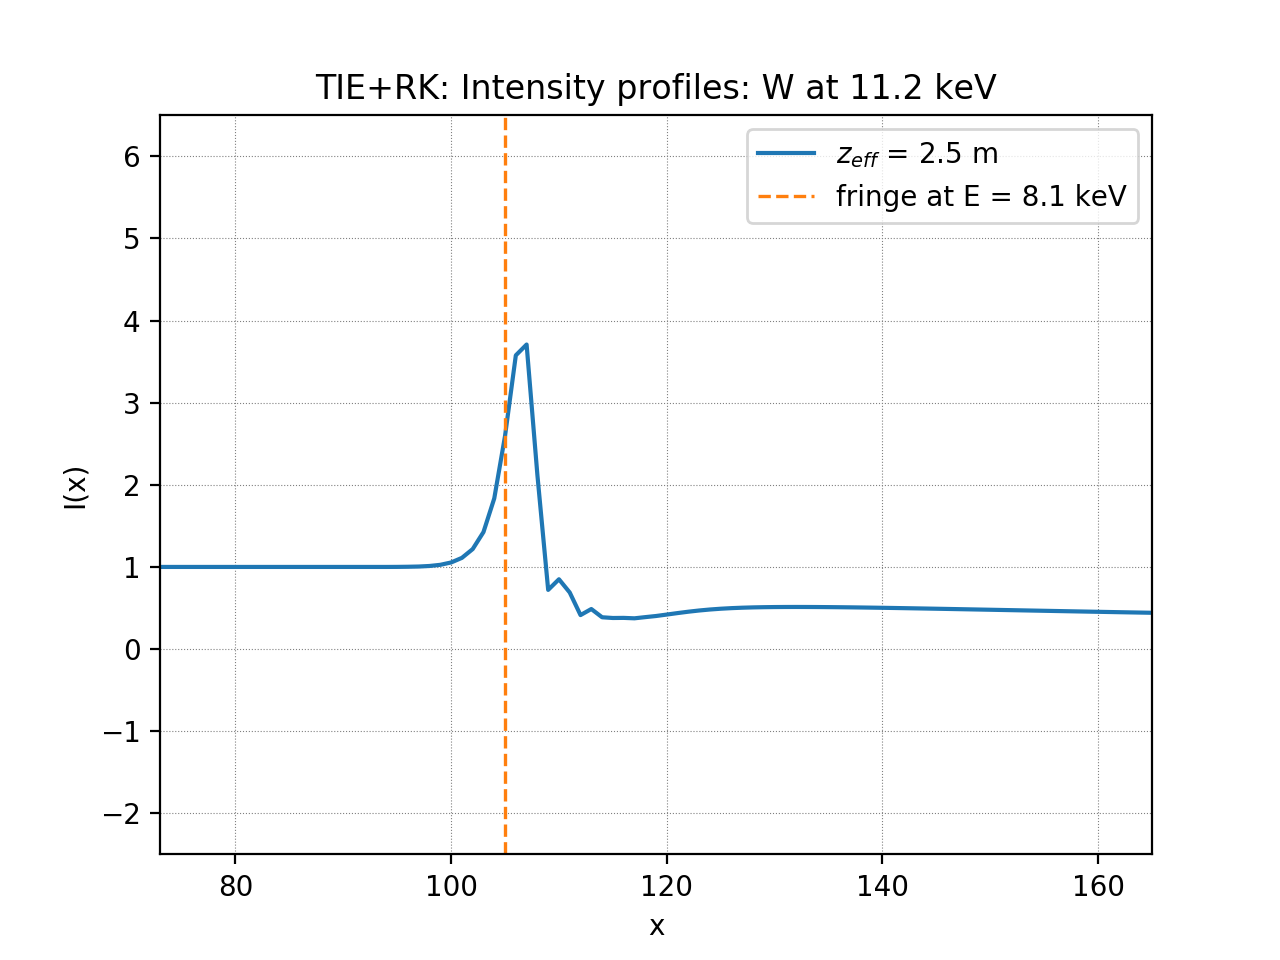 TIE+RK: Intensity profiles: W at 11.2 keV
z_eff = 2.5 m
fringe at E = 8.1 keV
I(x)
6
5
4
3
2
1
0
−1
−2
80 100 120 140 160
x